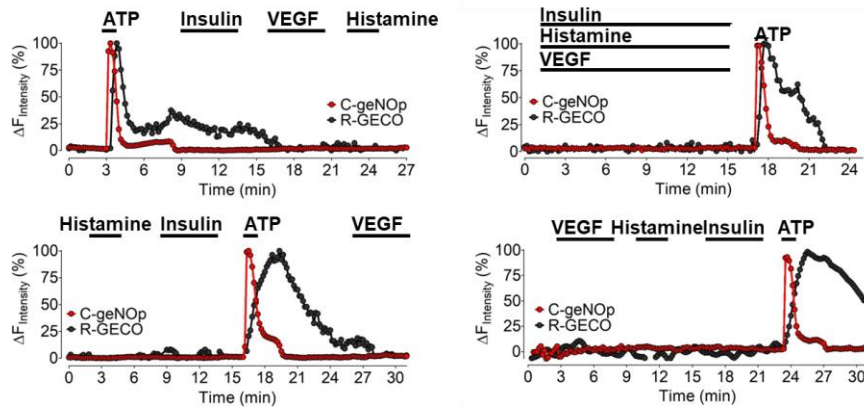 ATP Insulin VEGF Histamine
ΔF Intensity (%)
100
75
50
25
0
C-geNOp
R-GECO
0 3 6 9 12 15 18 21 24 27
Time (min)
Insulin
Histamine
VEGF
ATP
ΔF Intensity (%)
100
75
50
25
0
C-geNOp
R-GECO
0 3 6 9 12 15 18 21 24
Time (min)
Histamine Insulin ATP VEGF
ΔF Intensity (%)
100
75
50
25
0
C-geNOp
R-GECO
0 3 6 9 12 15 18 21 24 27 30
Time (min)
VEGF Histamine Insulin ATP
ΔF Intensity (%)
100
75
50
25
0
C-geNOp
R-GECO
0 3 6 9 12 15 18 21 24 27 30
Time (min)